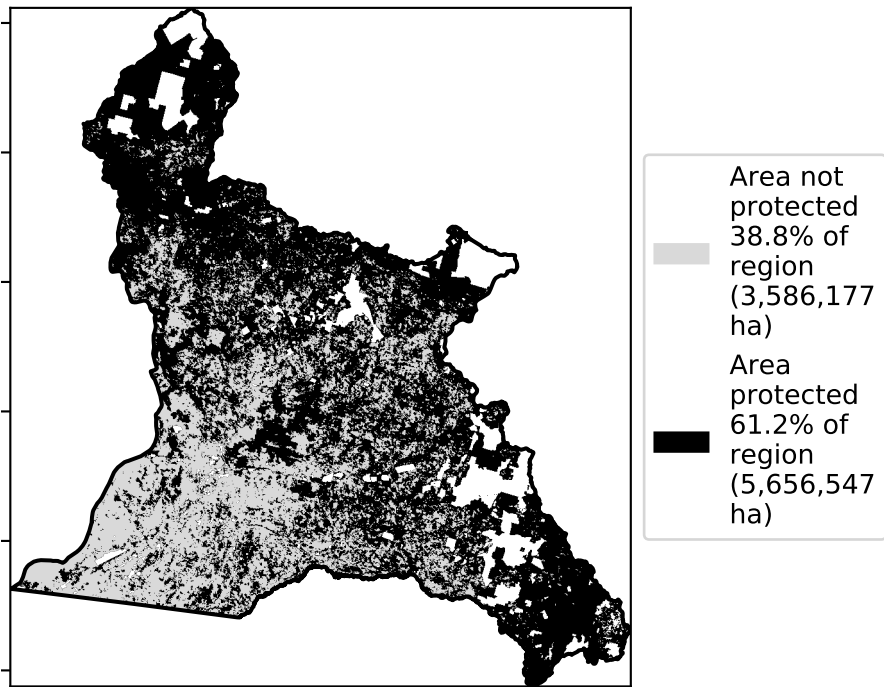 Area not
protected
38.8% of
region
(3,586,177
ha)
Area
protected
61.2% of
region
(5,656,547
ha)